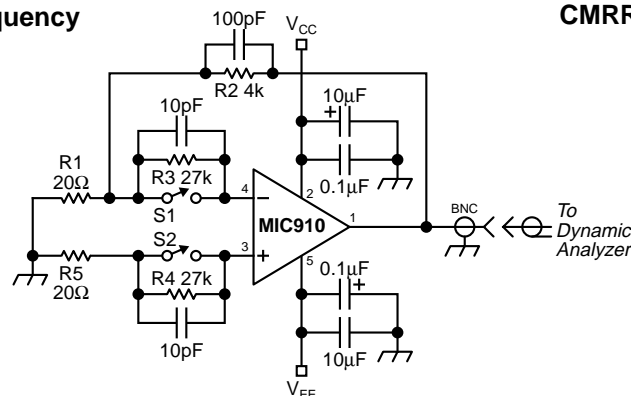 quency
CMRR
100pF
VCC
R2 4k
10pF
10µF
+
R1
20Ω
R3 27k
0.1µF
S1
4
−
2
MIC910
1
BNC
To
Dynamic
Analyzer
S2
3
+
5
0.1µF
+
R5
20Ω
R4 27k
10pF
10µF
VEE